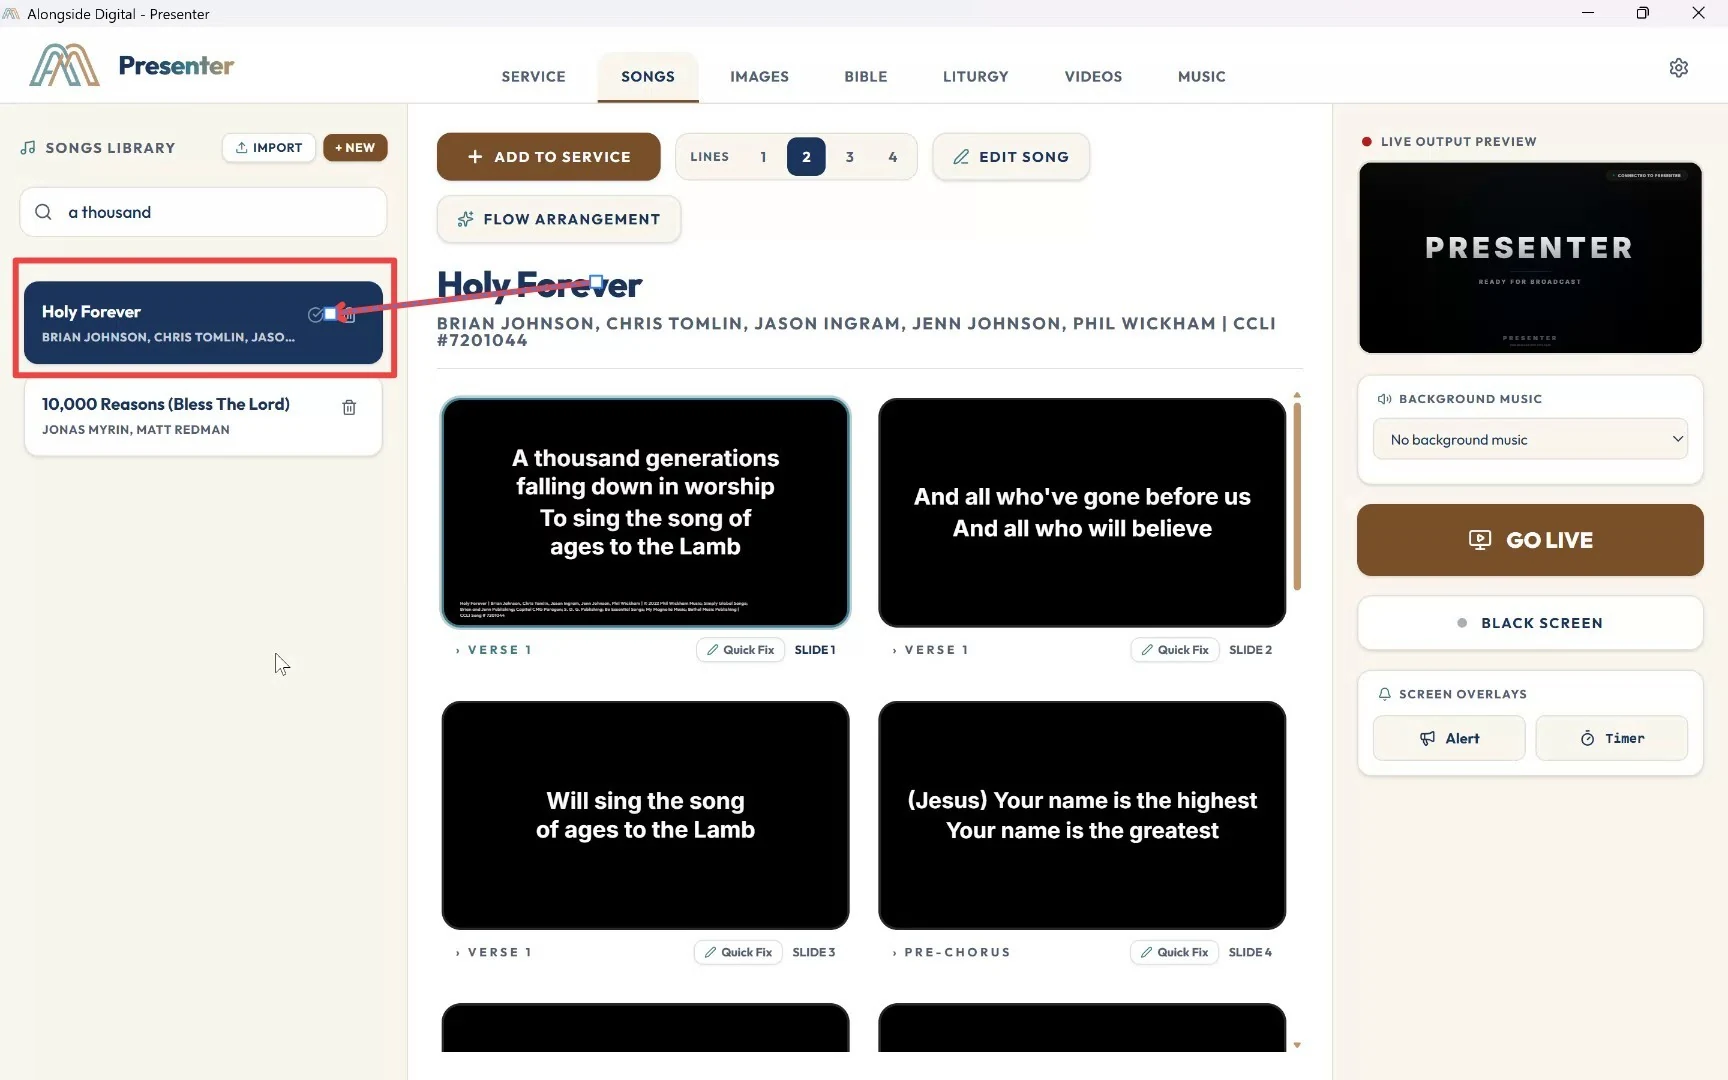 Alongside Digital - Presenter
Presenter
SERVICE
SONGS
IMAGES
BIBLE
LITURGY
VIDEOS
MUSIC
SONGS LIBRARY
IMPORT
+ NEW
a thousand
Holy Forever
BRIAN JOHNSON, CHRIS TOMLIN, JASO...
10,000 Reasons (Bless The Lord)
JONAS MYRIN, MATT REDMAN
+ ADD TO SERVICE
LINES 1 2 3 4
EDIT SONG
FLOW ARRANGEMENT
Holy Forever
BRIAN JOHNSON, CHRIS TOMLIN, JASON INGRAM, JENN JOHNSON, PHIL WICKHAM | CCLI
#7201044
A thousand generations
falling down in worship
To sing the song of
ages to the Lamb
› VERSE 1
Quick Fix
SLIDE 1
And all who've gone before us
And all who will believe
› VERSE 1
Quick Fix
SLIDE 2
Will sing the song
of ages to the Lamb
› VERSE 1
Quick Fix
SLIDE 3
(Jesus) Your name is the highest
Your name is the greatest
› PRE-CHORUS
Quick Fix
SLIDE 4
LIVE OUTPUT PREVIEW
CONNECTED TO PRESENTER
PRESENTER
READY FOR BROADCAST
PRESENTER
BACKGROUND MUSIC
No background music
GO LIVE
BLACK SCREEN
SCREEN OVERLAYS
Alert
Timer